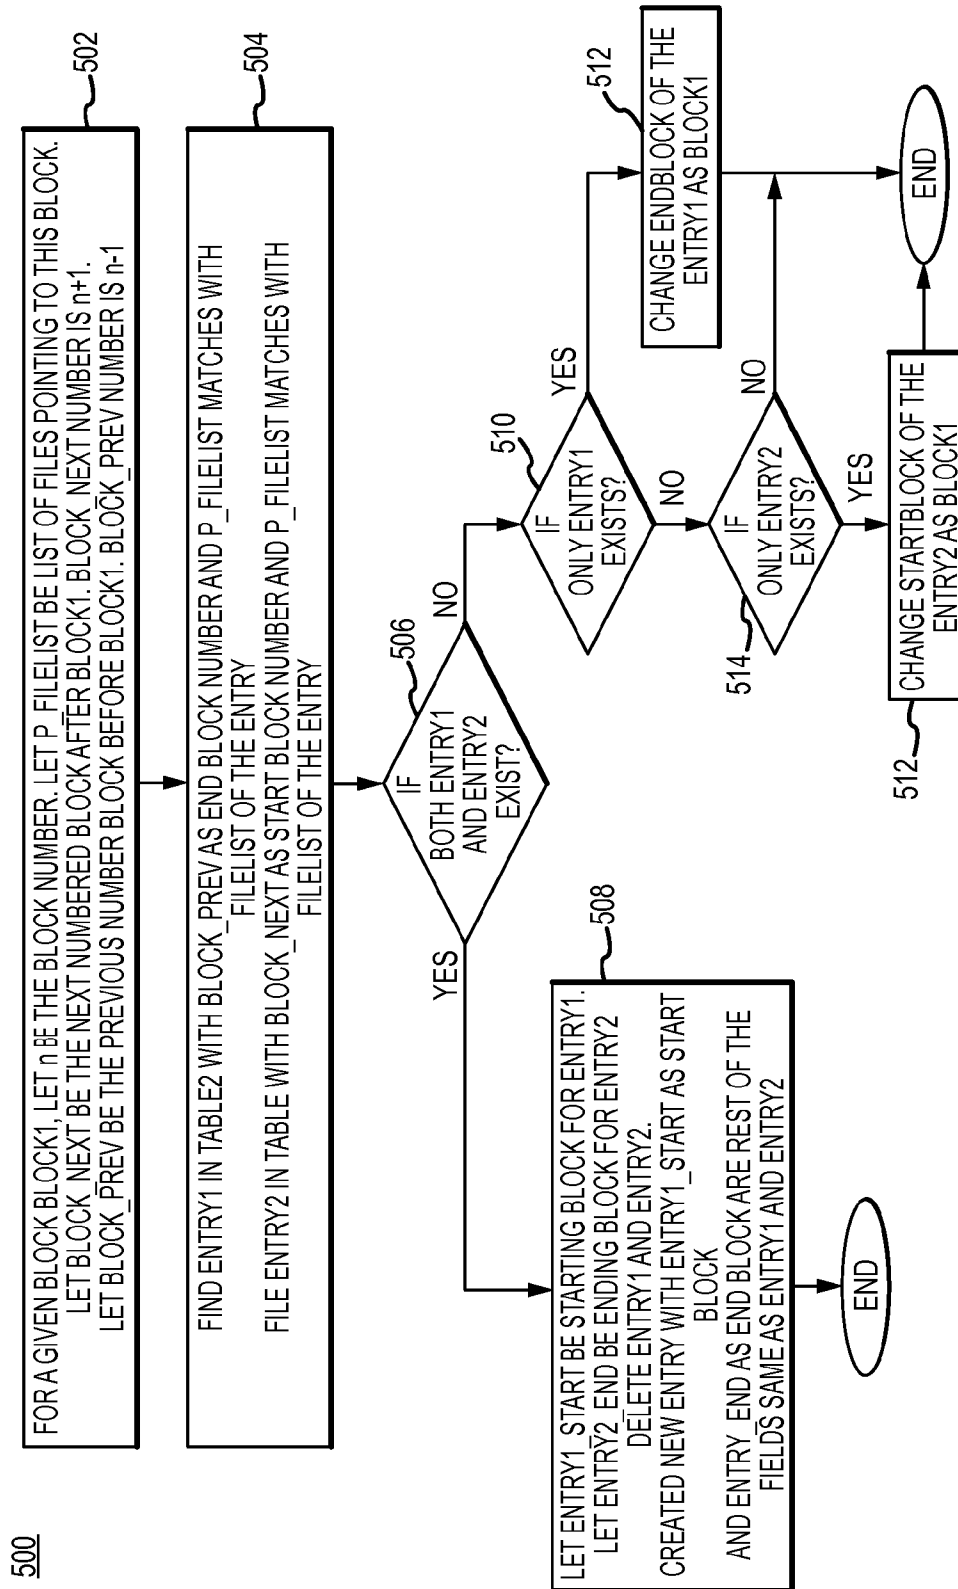 500
FOR A GIVEN BLOCK BLOCK1, LET n BE THE BLOCK NUMBER. LET P_FILELIST BE LIST OF FILES POINTING TO THIS BLOCK.
LET BLOCK_NEXT BE THE NEXT NUMBERED BLOCK AFTER BLOCK1. BLOCK_NEXT NUMBER IS n+1.
LET BLOCK_PREV BE THE PREVIOUS NUMBER BLOCK BEFORE BLOCK1. BLOCK_PREV NUMBER IS n-1
502
FIND ENTRY1 IN TABLE2 WITH BLOCK_PREV AS END BLOCK NUMBER AND P_FILELIST MATCHES WITH
FILELIST OF THE ENTRY
FILE ENTRY2 IN TABLE WITH BLOCK_NEXT AS START BLOCK NUMBER AND P_FILELIST MATCHES WITH
FILELIST OF THE ENTRY
504
IF
BOTH ENTRY1
AND ENTRY2
EXIST?
506
YES
NO
LET ENTRY1_START BE STARTING BLOCK FOR ENTRY1.
LET ENTRY2_END BE ENDING BLOCK FOR ENTRY2
DELETE ENTRY1 AND ENTRY2.
CREATED NEW ENTRY WITH ENTRY1_START AS START
BLOCK
AND ENTRY_END AS END BLOCK ARE REST OF THE
FIELDS SAME AS ENTRY1 AND ENTRY2
508
END
IF
ONLY ENTRY1
EXISTS?
510
YES
NO
CHANGE ENDBLOCK OF THE
ENTRY1 AS BLOCK1
512
IF
ONLY ENTRY2
EXISTS?
514
NO
YES
CHANGE STARTBLOCK OF THE
ENTRY2 AS BLOCK1
512
END